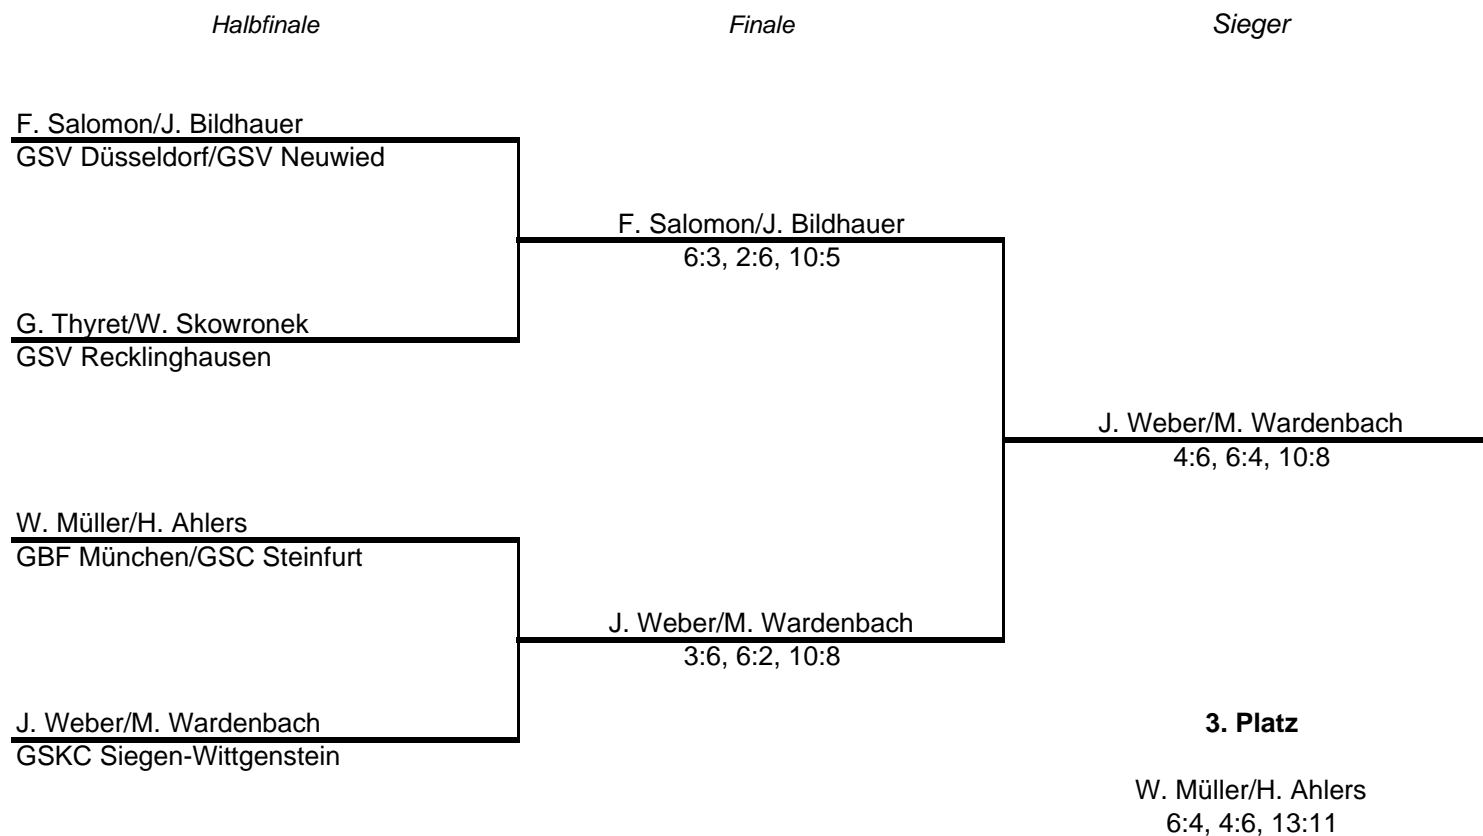 Halbfinale
Finale
Sieger
F. Salomon/J. Bildhauer
GSV Düsseldorf/GSV Neuwied
F. Salomon/J. Bildhauer
6:3, 2:6, 10:5
G. Thyret/W. Skowronek
GSV Recklinghausen
J. Weber/M. Wardenbach
4:6, 6:4, 10:8
W. Müller/H. Ahlers
GBF München/GSC Steinfurt
J. Weber/M. Wardenbach
3:6, 6:2, 10:8
J. Weber/M. Wardenbach
GSKC Siegen-Wittgenstein
3. Platz
W. Müller/H. Ahlers
6:4, 4:6, 13:11